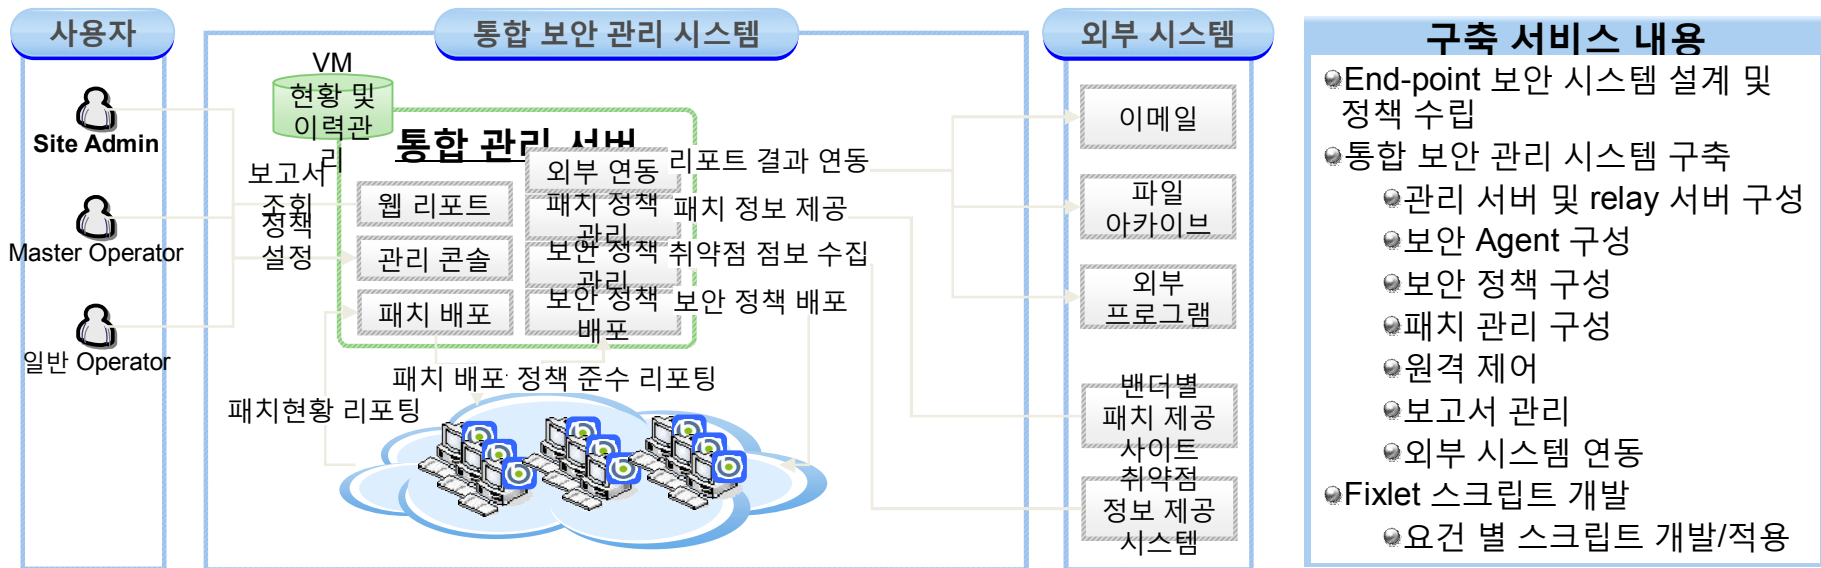 사용자
Site Admin
Master Operator
일반 Operator
통합 보안 관리 시스템
VM
현황 및
이력관
리
통합 관리 서버
보고서
조회
정책
설정
웹 리포트
관리 콘솔
패치 배포
외부 연동
패치 정책
관리
보안 정책
관리
보안 정책
배포
리포트 결과 연동
패치 정보 제공
취약점 점보 수집
보안 정책 배포
패치 배포
정책 준수 리포팅
패치현황 리포팅
외부 시스템
이메일
파일
아카이브
외부
프로그램
밴더별
패치 제공
사이트
취약점
정보 제공
시스템
구축 서비스 내용
End-point 보안 시스템 설계 및
정책 수립
통합 보안 관리 시스템 구축
관리 서버 및 relay 서버 구성
보안 Agent 구성
보안 정책 구성
패치 관리 구성
원격 제어
보고서 관리
외부 시스템 연동
Fixlet 스크립트 개발
요건 별 스크립트 개발/적용